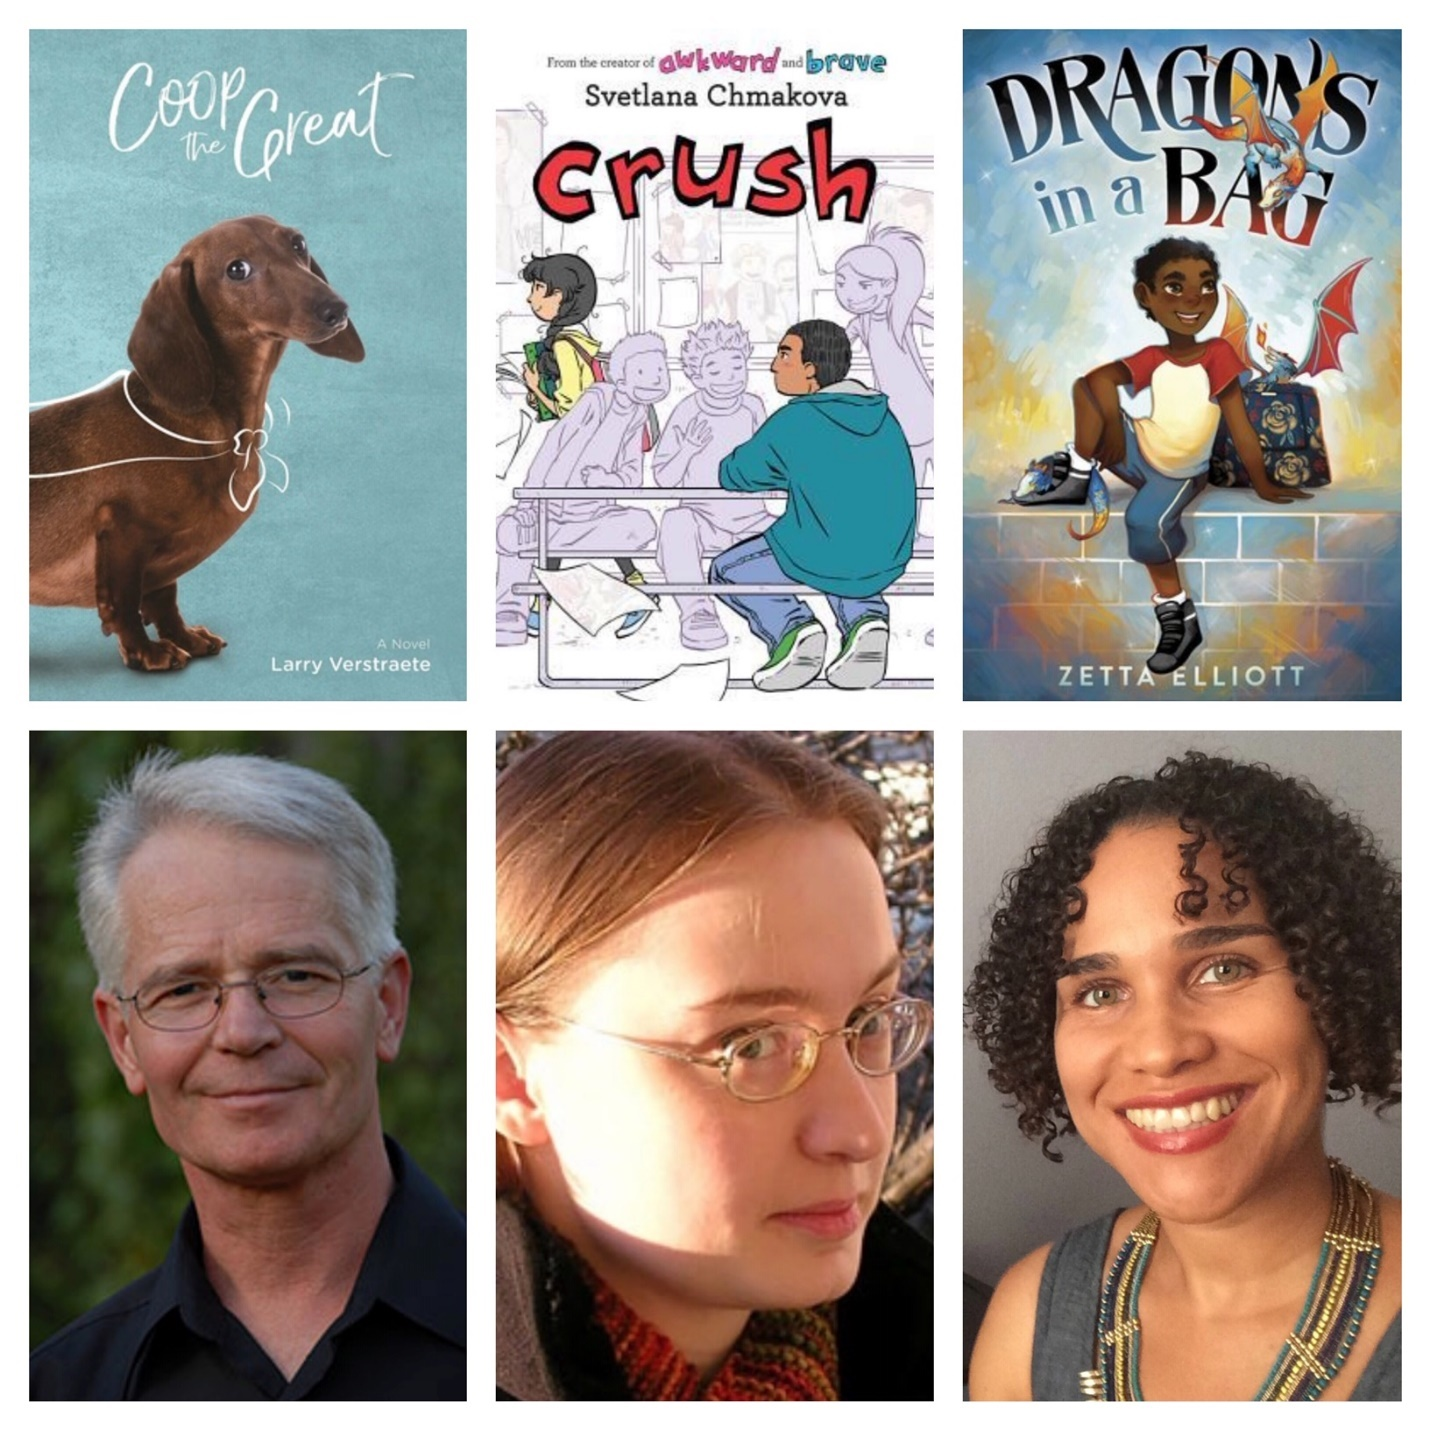 Coop
the Great
A Novel
Larry Verstraete
From the creator of awkward and brave
Svetlana Chmakova
crush
DRAGONS
in a BAG
ZETTA ELLIOTT